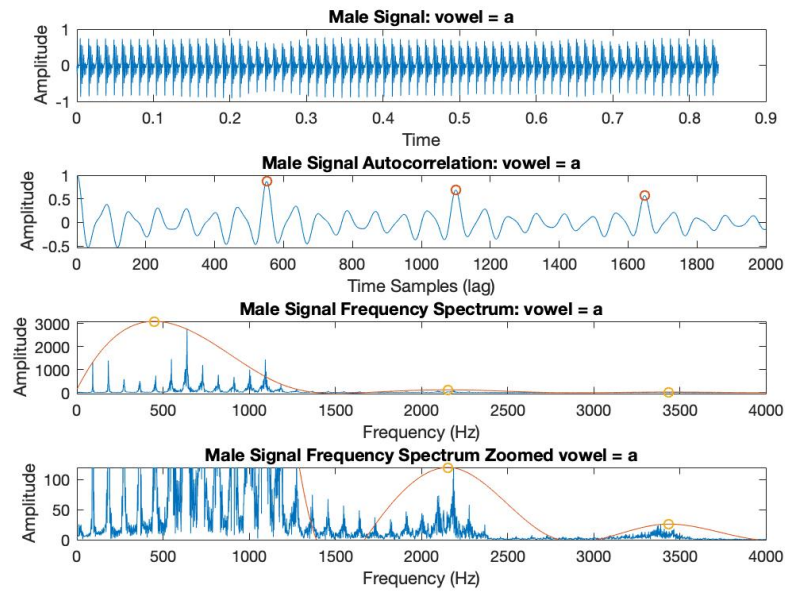 Male Signal: vowel = a
Amplitude
1
0
-1
0 0.1 0.2 0.3 0.4 0.5 0.6 0.7 0.8 0.9
Time
Male Signal Autocorrelation: vowel = a
Amplitude
1
0.5
0
-0.5
0 200 400 600 800 1000 1200 1400 1600 1800 2000
Time Samples (lag)
Male Signal Frequency Spectrum: vowel = a
Amplitude
3000
2000
1000
0
0 500 1000 1500 2000 2500 3000 3500 4000
Frequency (Hz)
Male Signal Frequency Spectrum Zoomed vowel = a
Amplitude
100
50
0
0 500 1000 1500 2000 2500 3000 3500 4000
Frequency (Hz)